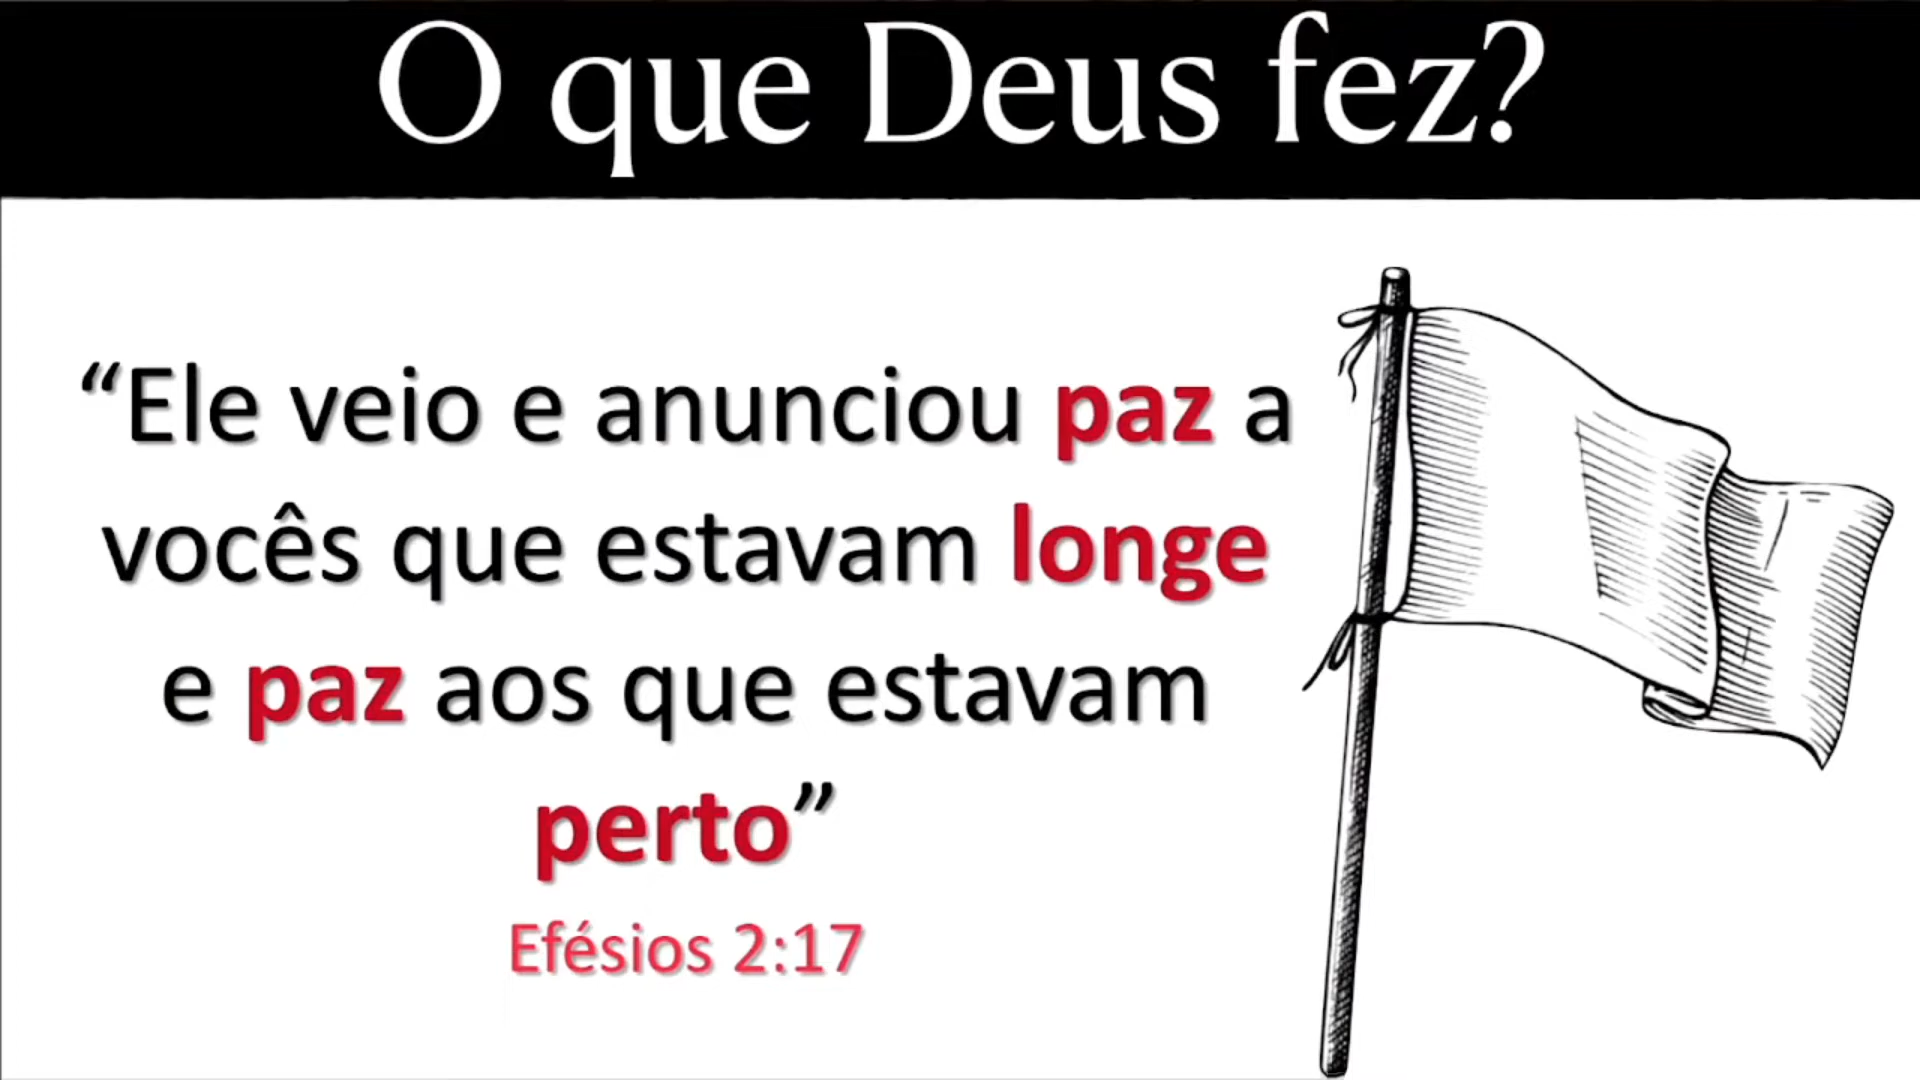 O que Deus fez?
“Ele veio e anunciou paz a
vocês que estavam longe
e paz aos que estavam
perto”
Efésios 2:17